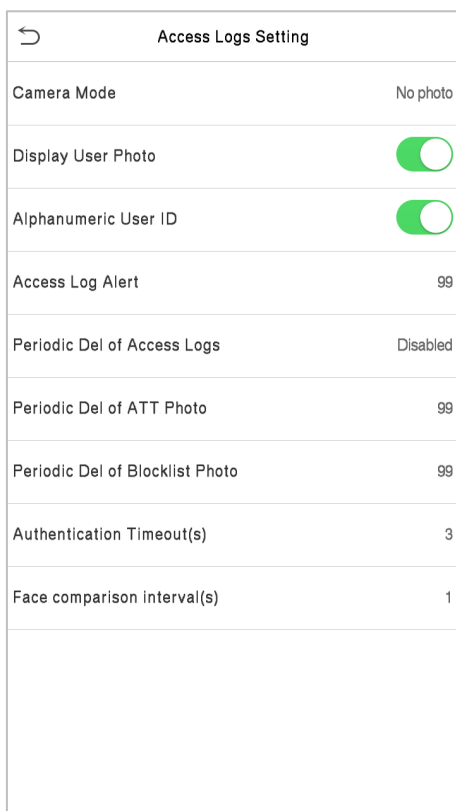 Access Logs Setting
Camera Mode No photo
Display User Photo
Alphanumeric User ID
Access Log Alert 99
Periodic Del of Access Logs Disabled
Periodic Del of ATT Photo 99
Periodic Del of Blocklist Photo 99
Authentication Timeout(s) 3
Face comparison interval(s) 1